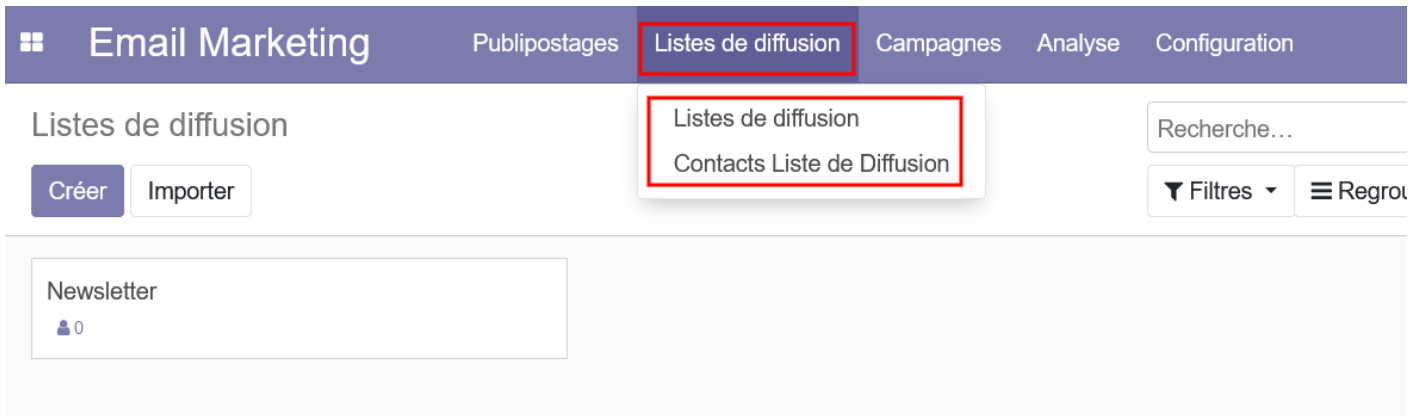 Email Marketing Publipostages Listes de diffusion Campagnes Analyse Configuration
Listes de diffusion
Contacts Liste de Diffusion
Listes de diffusion
Recherche...
Créer Importer
Filtres
Newsletter
0